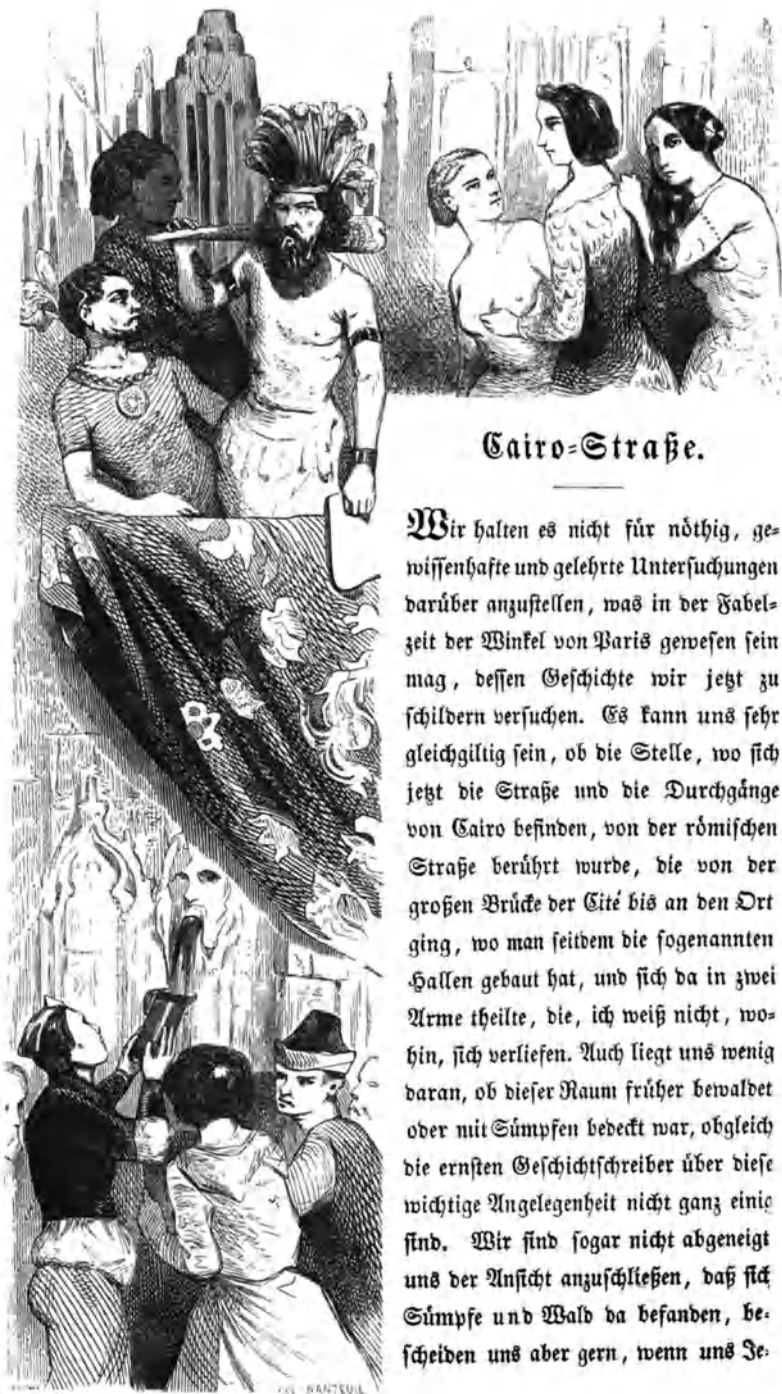 Cairo-Straße.
Wir halten es nicht für nöthig, ge-
wissenhafte und gelehrte Untersuchungen
darüber anzustellen, was in der Fabel-
zeit der Winkel von Paris gewesen sein
mag, dessen Geschichte wir jetzt zu
schildern versuchen. Es kann uns sehr
gleichgiltig sein, ob die Stelle, wo sich
jetzt die Straße und die Durchgänge
von Cairo befinden, von der römischen
Straße berührt wurde, die von der
großen Brücke der Cité bis an den Ort
ging, wo man seitdem die sogenannten
Hallen gebaut hat, und sich da in zwei
Arme theilte, die, ich weiß nicht, wo-
hin, sich verliefen. Auch liegt uns wenig
daran, ob dieser Raum früher bewaldet
oder mit Sümpfen bedeckt war, obgleich
die ernsten Geschichtschreiber über diese
wichtige Angelegenheit nicht ganz einig
sind. Wir sind sogar nicht abgeneigt
uns der Ansicht anzuschließen, daß sich
Sümpfe und Wald da befanden, be-
scheiden uns aber gern, wenn uns Je-
NANTEUIL